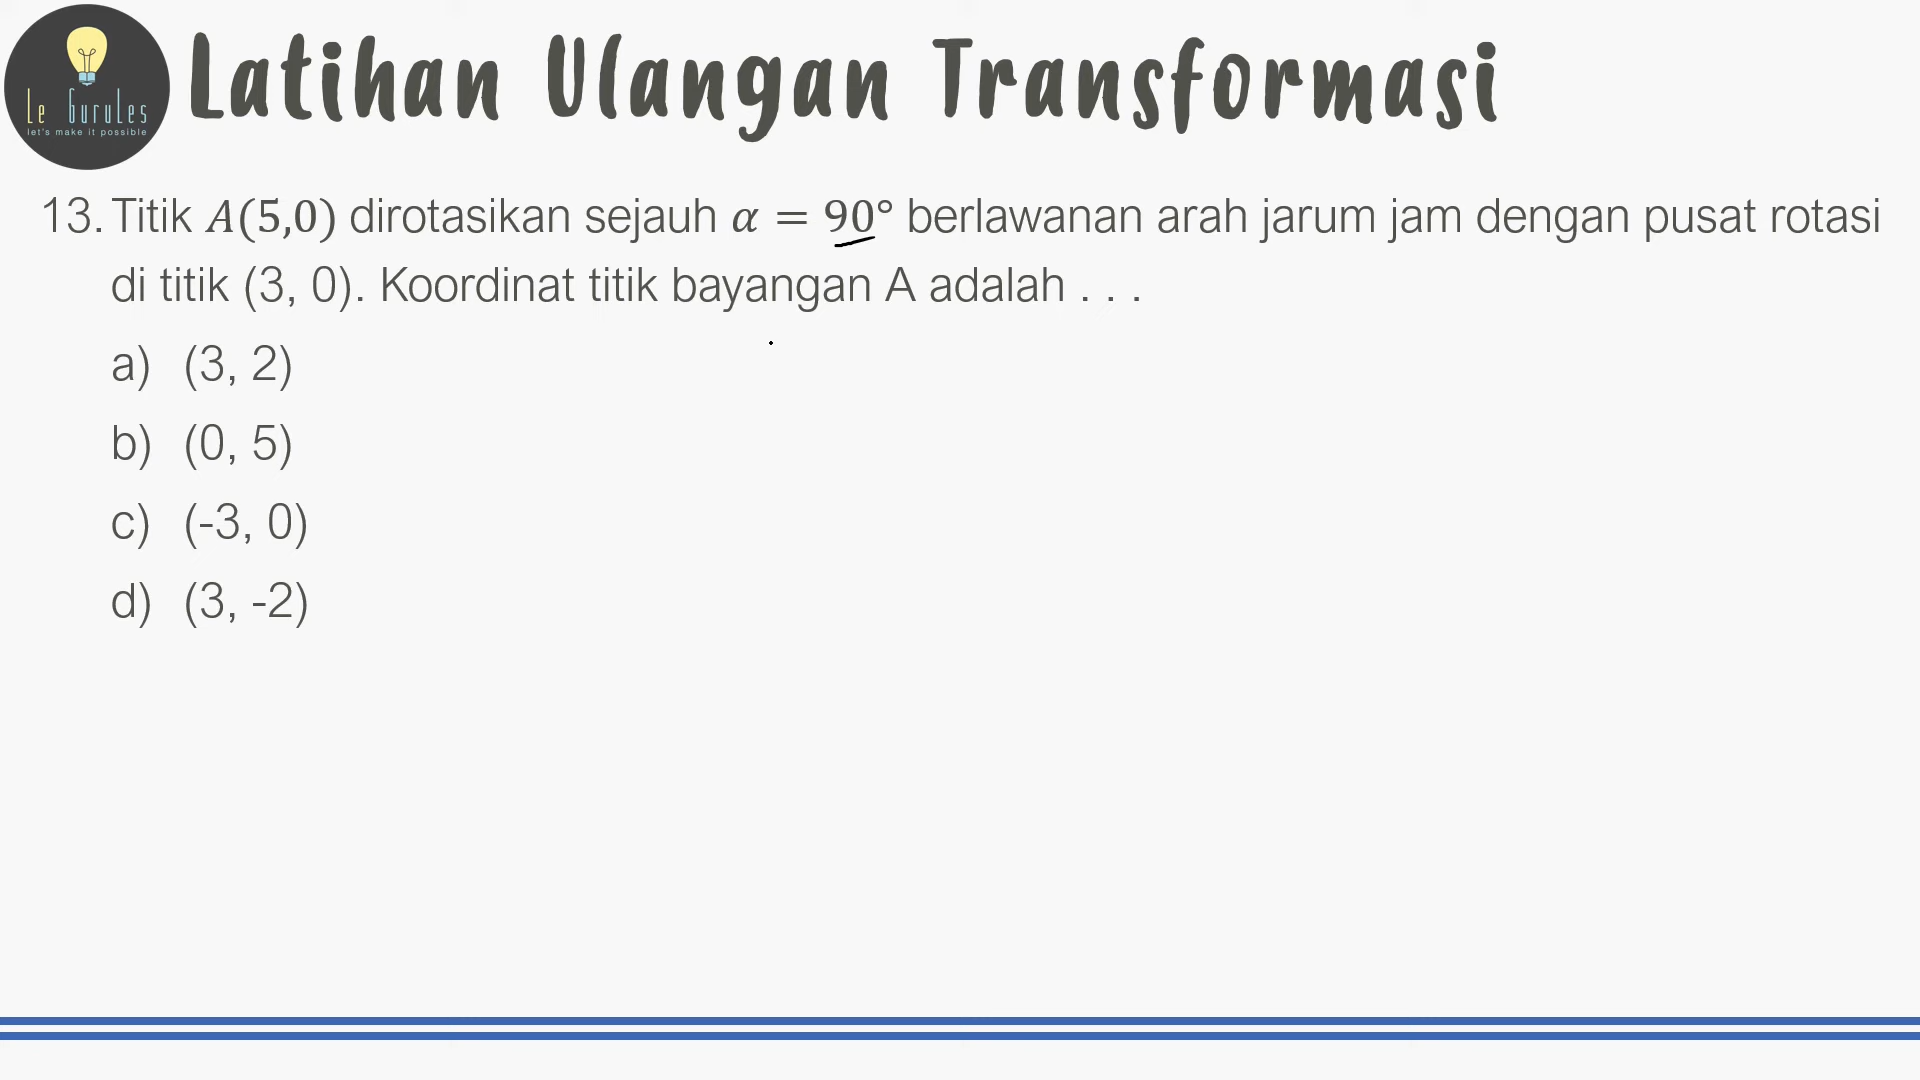 Le GuruLes
let's make it possible
Latihan Ulangan Transformasi
13. Titik A(5,0) dirotasikan sejauh α = 90° berlawanan arah jarum jam dengan pusat rotasi
di titik (3, 0). Koordinat titik bayangan A adalah . . .
a) (3, 2)
b) (0, 5)
c) (-3, 0)
d) (3, -2)